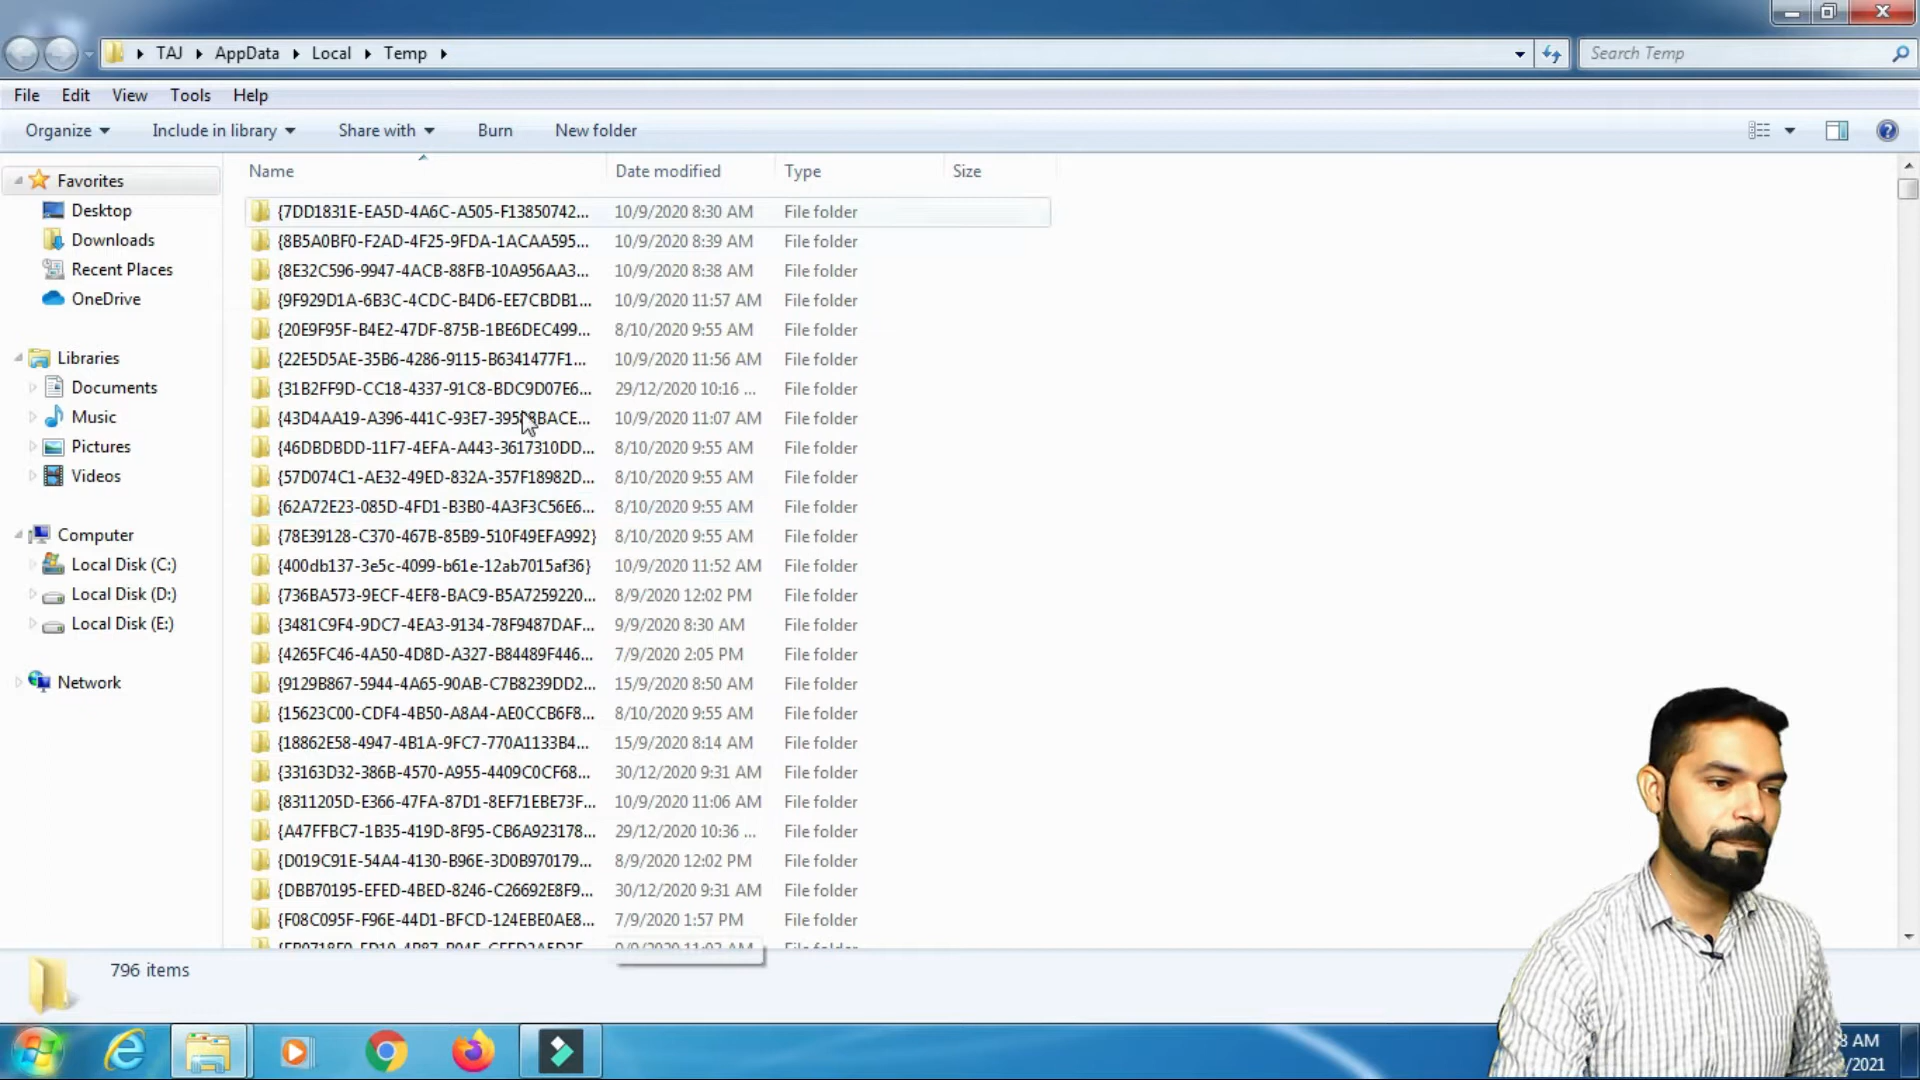 TAJ AppData Local Temp
Search Temp
File Edit View Tools Help
Organize Include in library Share with Burn New folder
Name Date modified Type Size
Favorites
Desktop
Downloads
Recent Places
OneDrive
Libraries
Documents
Music
Pictures
Videos
Computer
Local Disk (C:)
Local Disk (D:)
Local Disk (E:)
Network
{7DD1831E-EA5D-4A6C-A505-F13850742... 10/9/2020 8:30 AM File folder
{8B5A0BF0-F2AD-4F25-9FDA-1ACAA595... 10/9/2020 8:39 AM File folder
{8E32C596-9947-4ACB-88FB-10A956AA3... 10/9/2020 8:38 AM File folder
{9F929D1A-6B3C-4CDC-B4D6-EE7CBDB1... 10/9/2020 11:57 AM File folder
{20E9F95F-B4E2-47DF-875B-1BE6DEC499... 8/10/2020 9:55 AM File folder
{22E5D5AE-35B6-4286-9115-B6341477F1... 10/9/2020 11:56 AM File folder
{31B2FF9D-CC18-4337-91C8-BDC9D07E6... 29/12/2020 10:16 ... File folder
10/9/2020 11:07 AM File folder
{46DBDBDD-11F7-4EFA-A443-3617310DD... 8/10/2020 9:55 AM File folder
{57D074C1-AE32-49ED-832A-357F18982D... 8/10/2020 9:55 AM File folder
{62A72E23-085D-4FD1-B3B0-4A3F3C56E6... 8/10/2020 9:55 AM File folder
{78E39128-C370-467B-85B9-510F49EFA992} 8/10/2020 9:55 AM File folder
{400db137-3e5c-4099-b61e-12ab7015af36} 10/9/2020 11:52 AM File folder
{736BA573-9ECF-4EF8-BAC9-B5A7259220... 8/9/2020 12:02 PM File folder
{3481C9F4-9DC7-4EA3-9134-78F9487DAF... 9/9/2020 8:30 AM File folder
{4265FC46-4A50-4D8D-A327-B84489F446... 7/9/2020 2:05 PM File folder
{9129B867-5944-4A65-90AB-C7B8239DD2... 15/9/2020 8:50 AM File folder
{15623C00-CDF4-4B50-A8A4-AE0CCB6F8... 8/10/2020 9:55 AM File folder
{18862E58-4947-4B1A-9FC7-770A1133B4... 15/9/2020 8:14 AM File folder
{33163D32-386B-4570-A955-4409C0CF68... 30/12/2020 9:31 AM File folder
{8311205D-E366-47FA-87D1-8EF71EBE73F... 10/9/2020 11:06 AM File folder
{A47FFBC7-1B35-419D-8F95-CB6A923178... 29/12/2020 10:36 ... File folder
{D019C91E-54A4-4130-B96E-3D0B970179... 8/9/2020 12:02 PM File folder
{DBB70195-EFED-4BED-8246-C26692E8F9... 30/12/2020 9:31 AM File folder
{F08C095F-F96E-44D1-BFCD-124EBE0AE8... 7/9/2020 1:57 PM File folder
796 items
8 AM
/2021